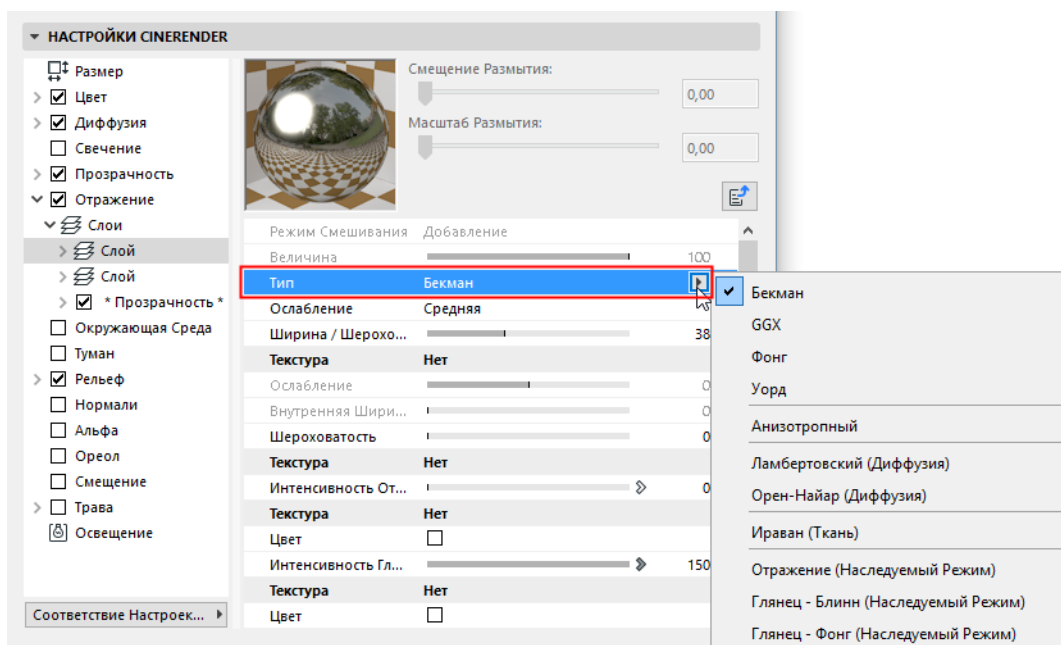 НАСТРОЙКИ CINERENDER
Размер
Цвет
Диффузия
Свечение
Прозрачность
Отражение
Слои
Слой
Слой
* Прозрачность *
Окружающая Среда
Туман
Рельеф
Нормали
Альфа
Ореол
Смещение
Трава
Освещение
Соответствие Настроек...
Смещение Размытия:
0,00
Масштаб Размытия:
0,00
Режим Смешивания Добавление
Величина 100
Тип Бекман
Ослабление Средняя
Ширина / Шерохо... 38
Текстура Нет
Ослабление 0
Внутренняя Шири... 0
Шероховатость 0
Текстура Нет
Интенсивность От... 0
Текстура Нет
Цвет
Интенсивность Гл... 150
Текстура Нет
Цвет
Бекман
GGX
Фонг
Уорд
Анизотропный
Ламбертовский (Диффузия)
Орен-Найар (Диффузия)
Ираван (Ткань)
Отражение (Наследуемый Режим)
Глянец - Блинн (Наследуемый Режим)
Глянец - Фонг (Наследуемый Режим)